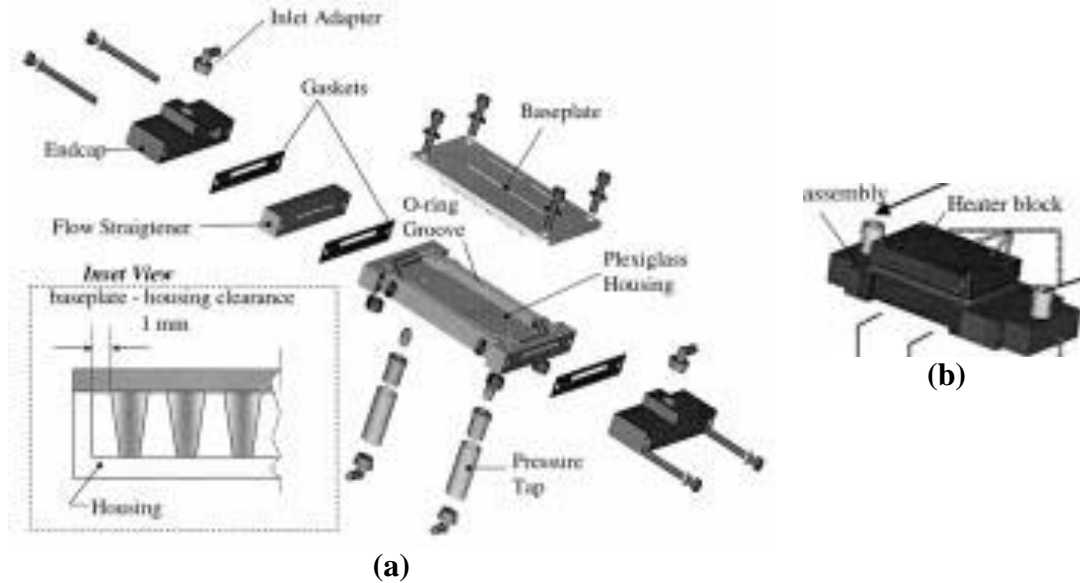 Inlet Adapter
Gaskets
Baseplate
Endcap
O-ring
Groove
Flow Straigtener
Plexiglass
Housing
Inset View
baseplate - housing clearance
1 mm
Pressure
Tap
Housing
(a)
assembly
Heater block
(b)